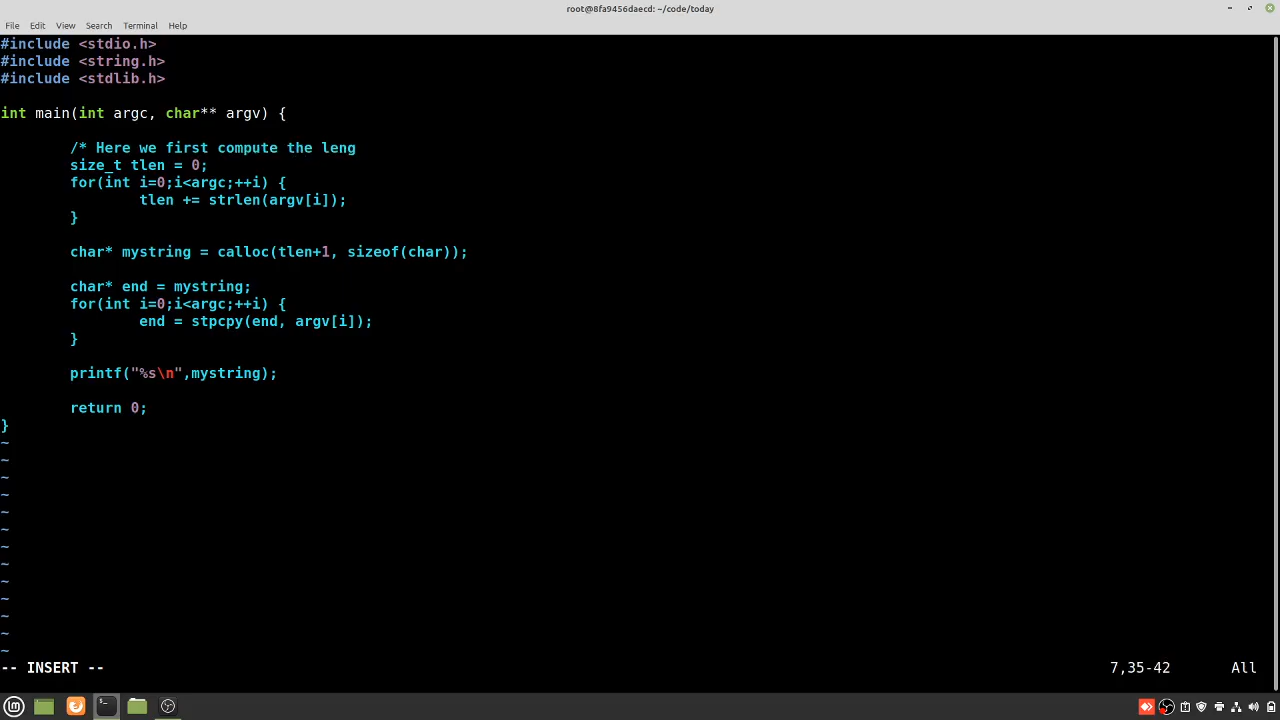 root@8fa9456daecd: ~/code/today
File Edit View Search Terminal Help
#include <stdio.h>
#include <string.h>
#include <stdlib.h>
int main(int argc, char** argv) {
/* Here we first compute the leng
size_t tlen = 0;
for(int i=0;i<argc;++i) {
tlen += strlen(argv[i]);
}
char* mystring = calloc(tlen+1, sizeof(char));
char* end = mystring;
for(int i=0;i<argc;++i) {
end = stpcpy(end, argv[i]);
}
printf("%s\n",mystring);
return 0;
}
~
~
~
~
~
~
~
~
~
~
~
~
~
-- INSERT -- 7,35-42 All